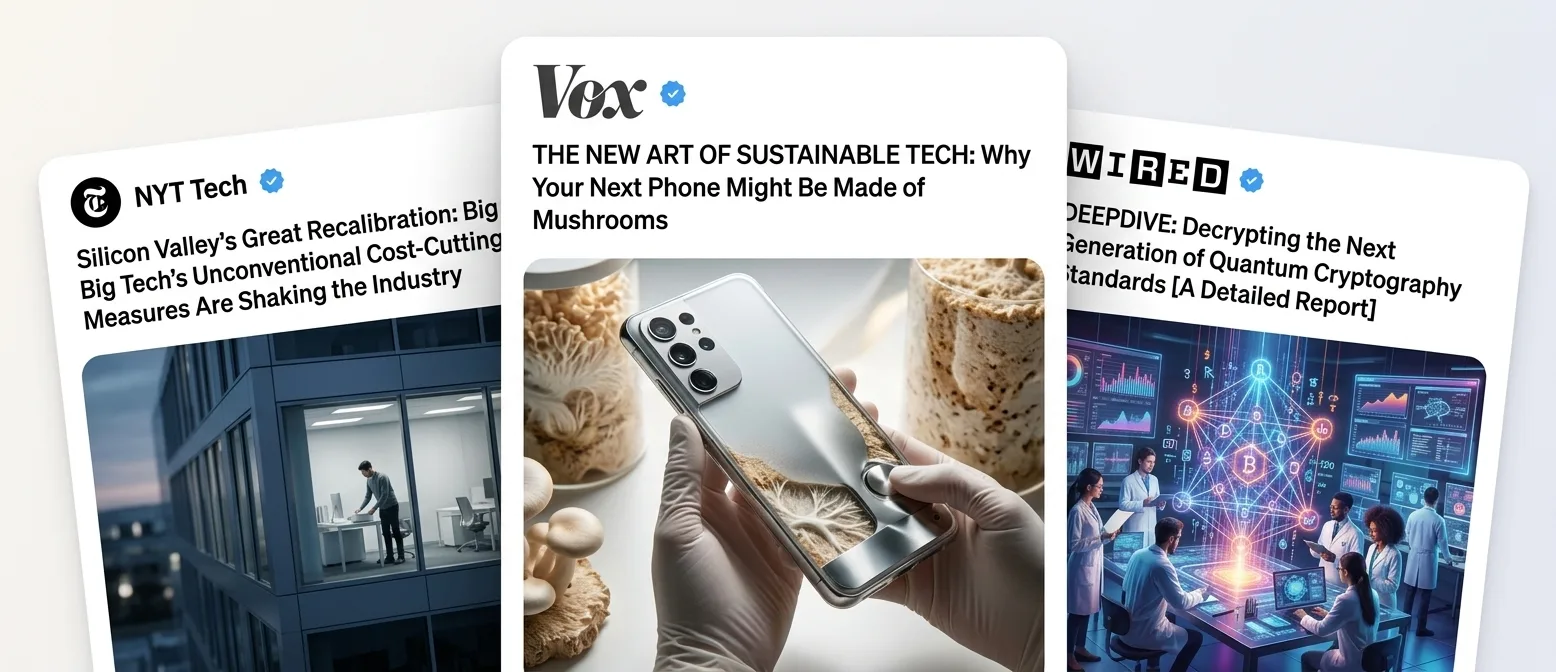 NYT Tech
Silicon Valley's Great Recalibration: Big
Big Tech's Unconventional Cost-Cutting
Measures Are Shaking the Industry
Vox
THE NEW ART OF SUSTAINABLE TECH: Why
Your Next Phone Might Be Made of
Mushrooms
WIRED
DEEPDIVE: Decrypting the Next
Generation of Quantum Cryptography
Standards [A Detailed Report]